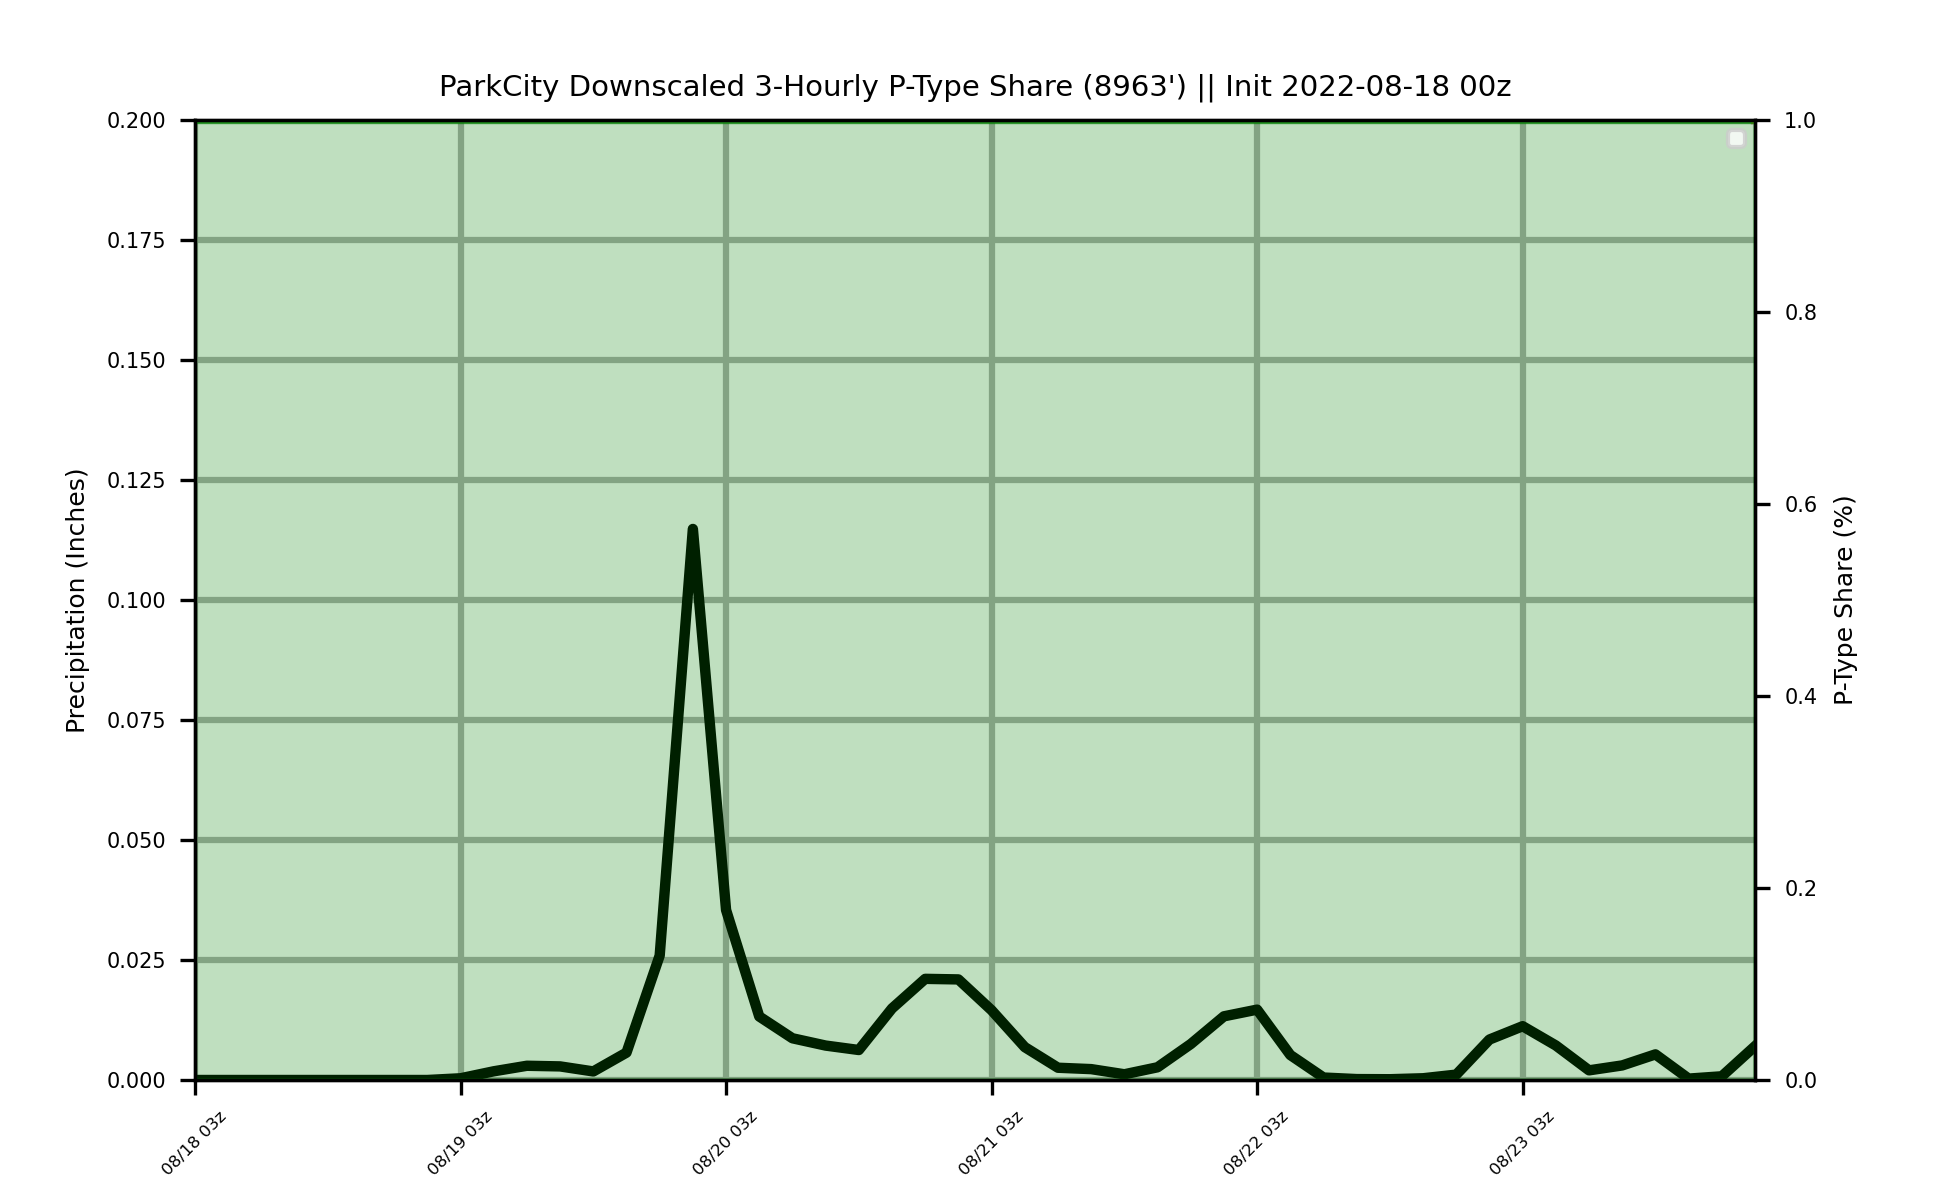 ParkCity Downscaled 3-Hourly P-Type Share (8963') || Init 2022-08-18 00z
0.200
0.175
0.150
0.125
0.100
0.075
0.050
0.025
0.000
Precipitation (Inches)
1.0
0.8
0.6
0.4
0.2
0.0
P-Type Share (%)
08/18 03z
08/19 03z
08/20 03z
08/21 03z
08/22 03z
08/23 03z